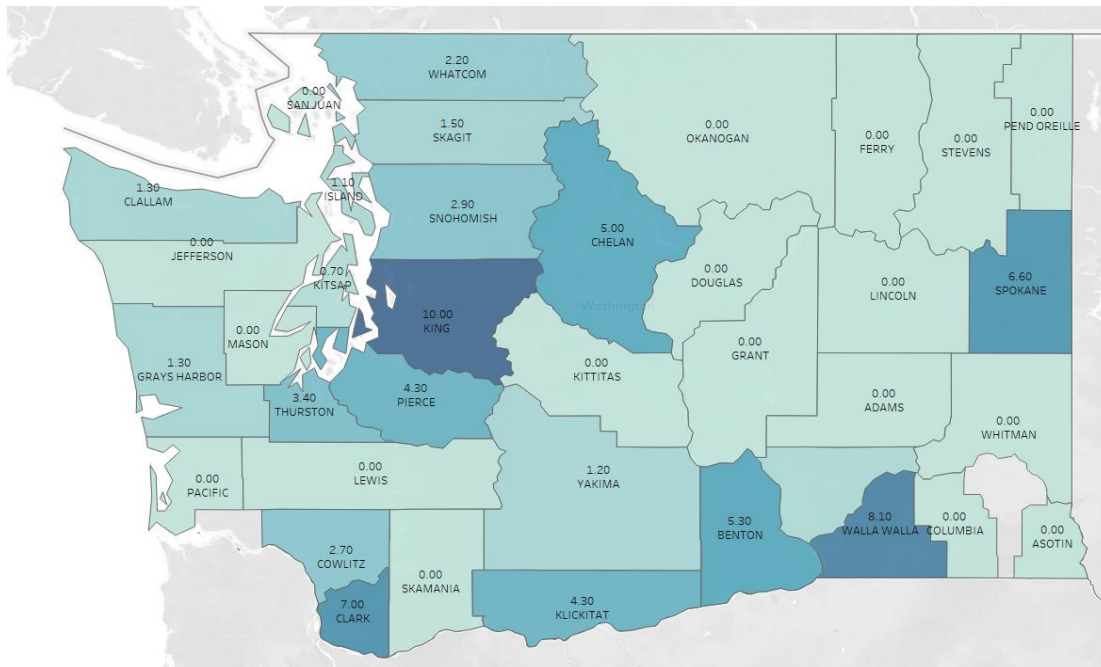 2.20
WHATCOM
0.00
SAN JUAN
1.50
SKAGIT
0.00
OKANOGAN
0.00
FERRY
0.00
STEVENS
0.00
PEND OREILLE
1.30
CLALLAM
1.10
ISLAND
2.90
SNOHOMISH
5.00
CHELAN
0.00
JEFFERSON
0.70
KITSAP
0.00
DOUGLAS
0.00
LINCOLN
6.60
SPOKANE
Washington
10.00
KING
0.00
MASON
0.00
GRANT
1.30
GRAYS HARBOR
0.00
KITTITAS
3.40
THURSTON
4.30
PIERCE
0.00
ADAMS
0.00
WHITMAN
0.00
PACIFIC
0.00
LEWIS
1.20
YAKIMA
5.30
BENTON
8.10
WALLA WALLA
0.00
COLUMBIA
0.00
ASOTIN
2.70
COWLITZ
0.00
SKAMANIA
7.00
CLARK
4.30
KLICKITAT